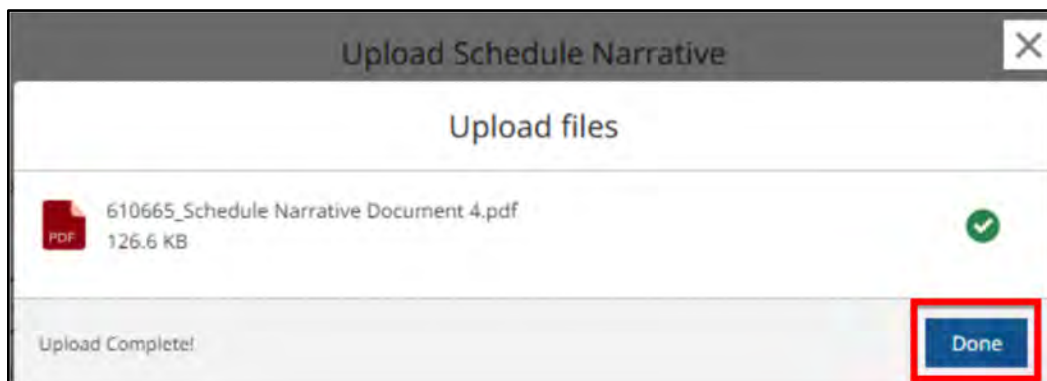 Upload Schedule Narrative
Upload files
610665_Schedule Narrative Document 4.pdf
PDF
126.6 KB
Upload Complete!
Done